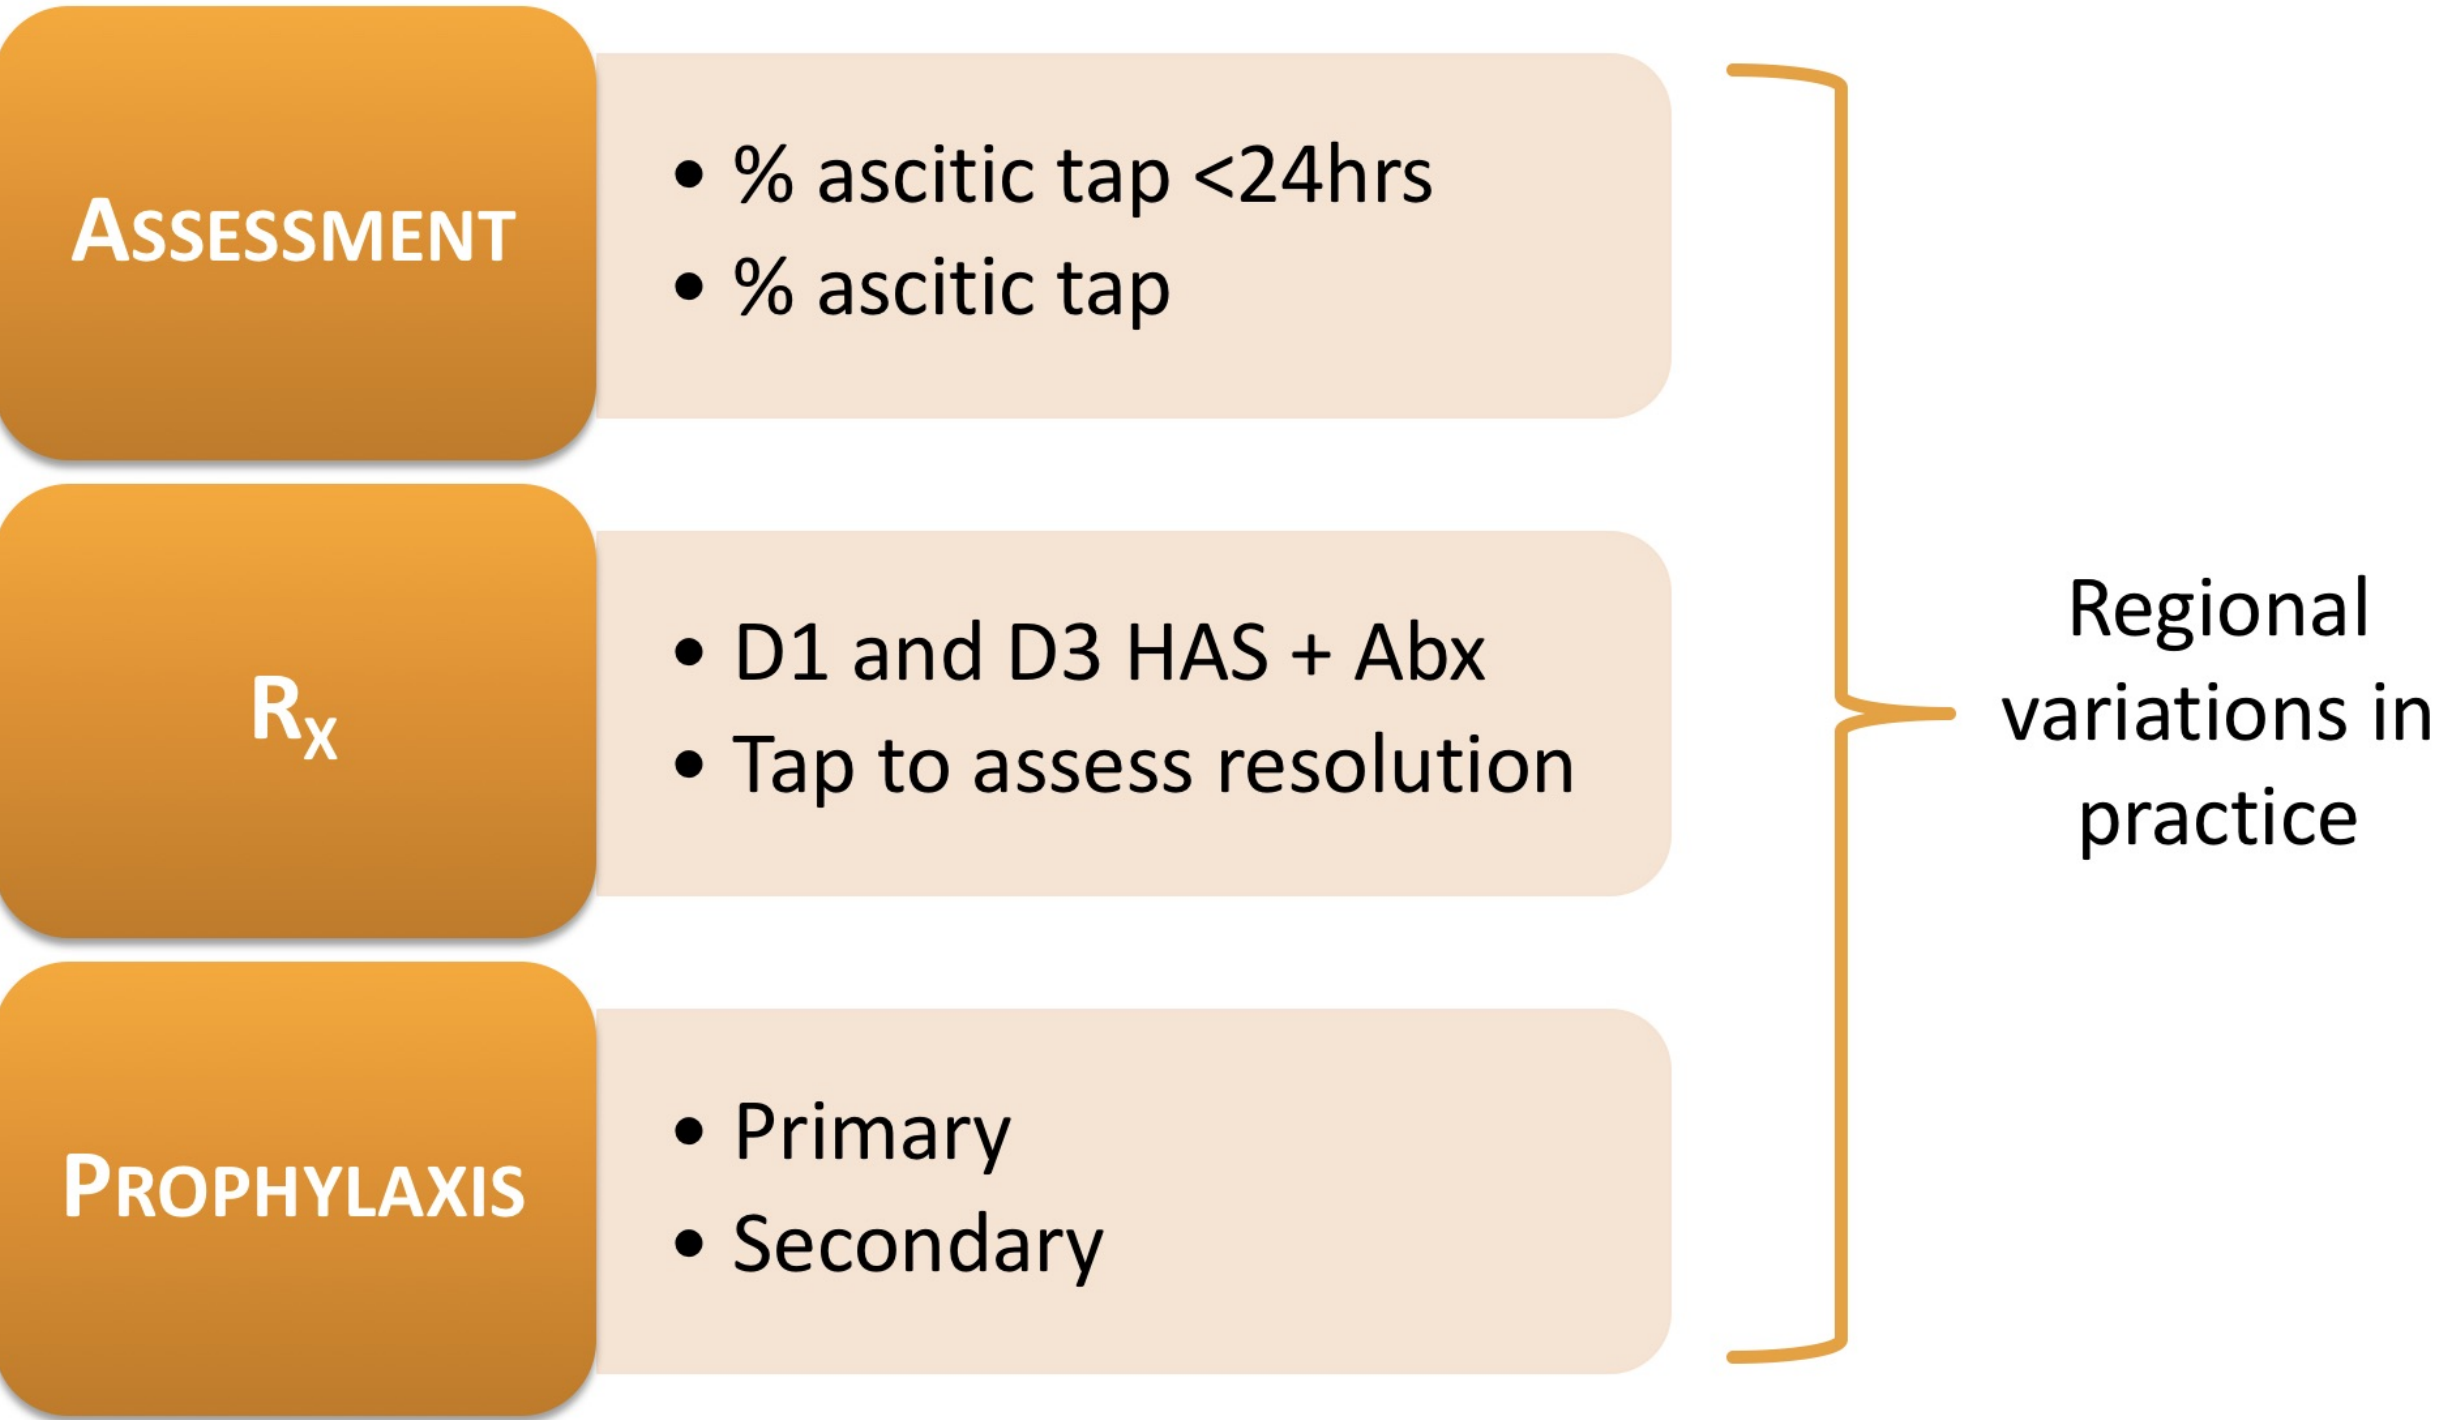 ASSESSMENT
• % ascitic tap <24hrs
• % ascitic tap
Rx
• D1 and D3 HAS + Abx
• Tap to assess resolution
PROPHYLAXIS
• Primary
• Secondary
Regional
variations in
practice